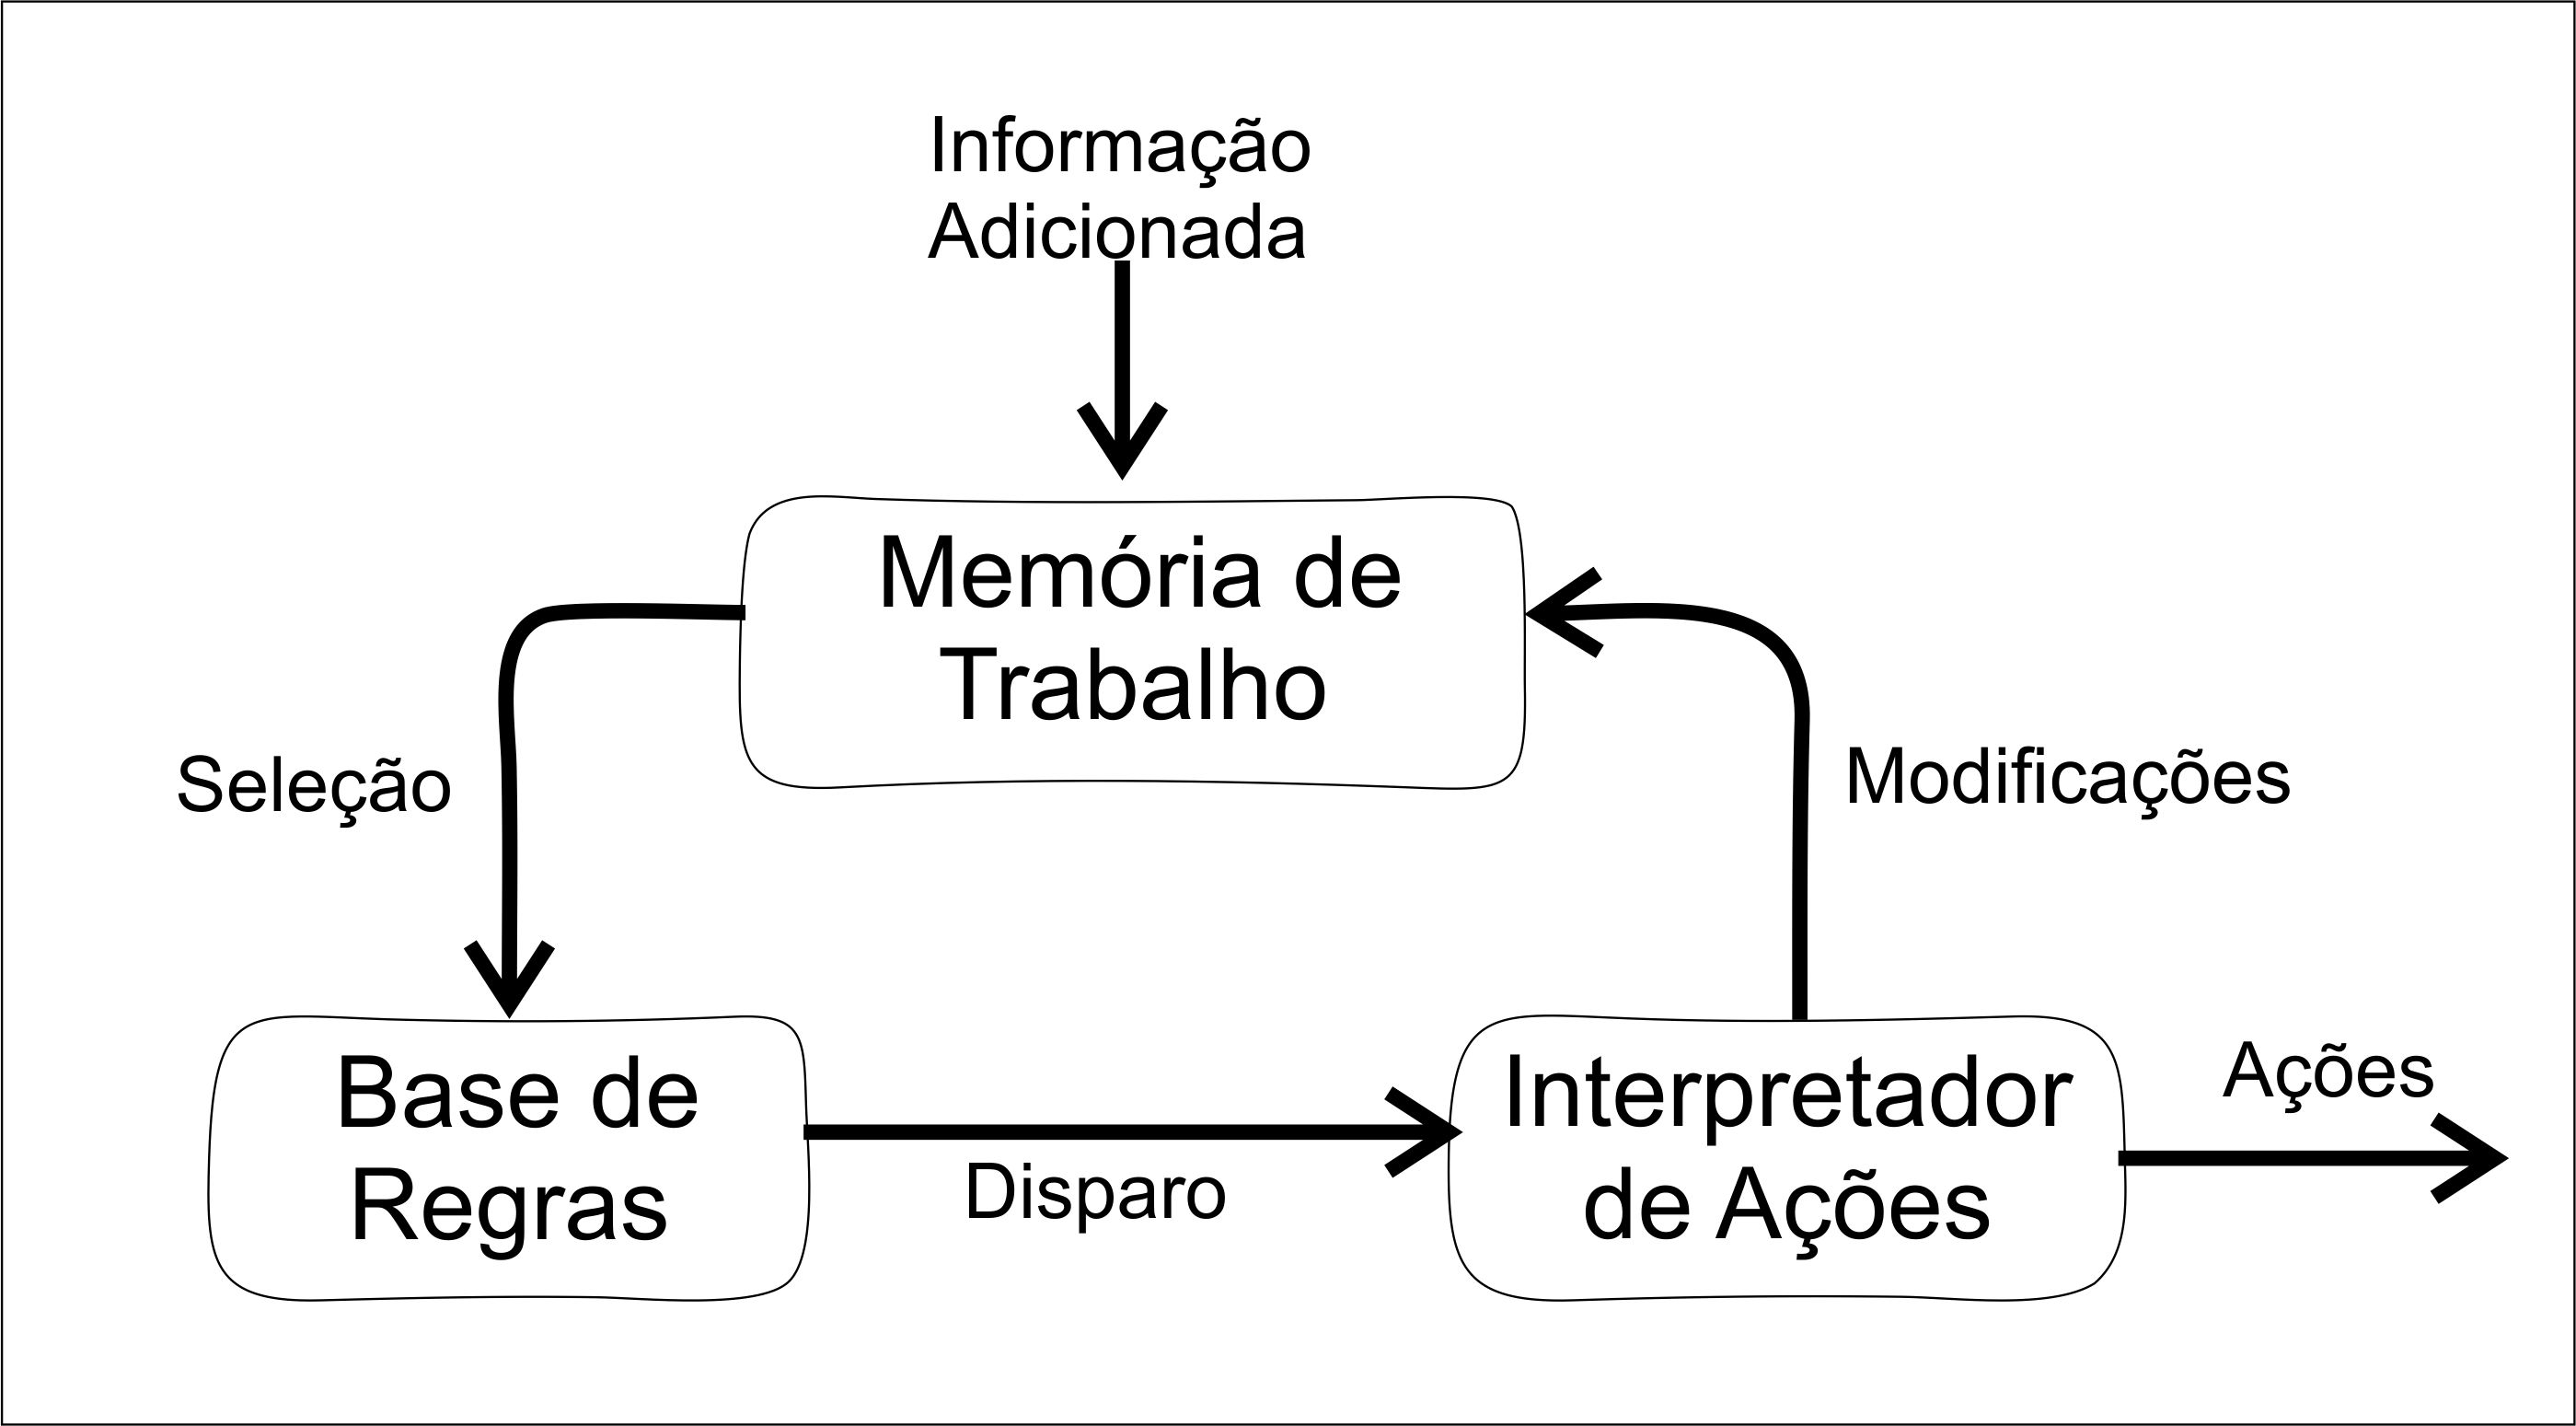 Informação
Adicionada
Memória de
Trabalho
Seleção
Modificações
Base de
Regras
Disparo
Interpretador
de Ações
Ações